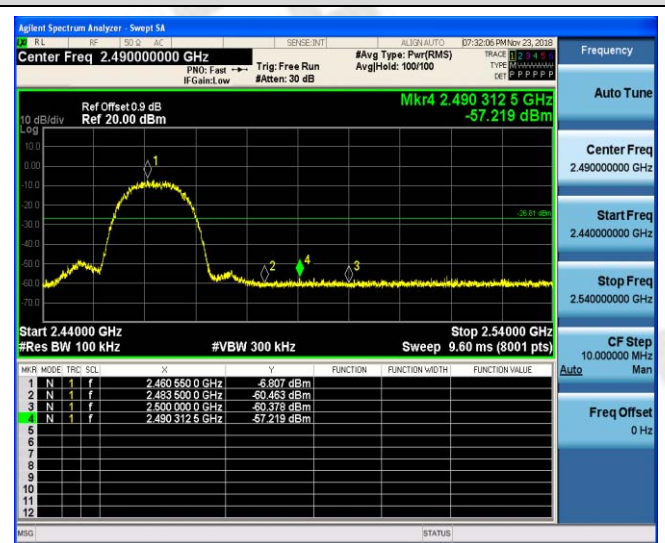 Agilent Spectrum Analyzer - Swept SA
RL RF 50 Ω AC SENSE:INT ALIGN AUTO 07:32:06 PM Nov 23, 2018
Center Freq 2.490000000 GHz
PNO: Fast
IFGain:Low
Trig: Free Run
#Atten: 30 dB
#Avg Type: Pwr(RMS)
Avg|Hold: 100/100
TRACE 1 2 3 4 5 6
TYPE M
DET P P P P P P
Mkr4 2.490 312 5 GHz
-57.219 dBm
Ref Offset 0.9 dB
10 dB/div Ref 20.00 dBm
Log
10.0
0.00
-10.0
-20.0
-30.0
-40.0
-50.0
-60.0
-70.0
1
2
4
3
-26.81 dBm
Start 2.44000 GHz Stop 2.54000 GHz
#Res BW 100 kHz #VBW 300 kHz Sweep 9.60 ms (8001 pts)
MKR MODE TRC SCL X Y FUNCTION FUNCTION WIDTH FUNCTION VALUE
1 N 1 f 2.460 550 0 GHz -6.807 dBm
2 N 1 f 2.483 500 0 GHz -60.463 dBm
3 N 1 f 2.500 000 0 GHz -60.378 dBm
4 N 1 f 2.490 312 5 GHz -57.219 dBm
5
6
7
8
9
10
11
12
MSG STATUS
Frequency
Auto Tune
Center Freq
2.490000000 GHz
Start Freq
2.440000000 GHz
Stop Freq
2.540000000 GHz
CF Step
10.000000 MHz
Auto Man
Freq Offset
0 Hz